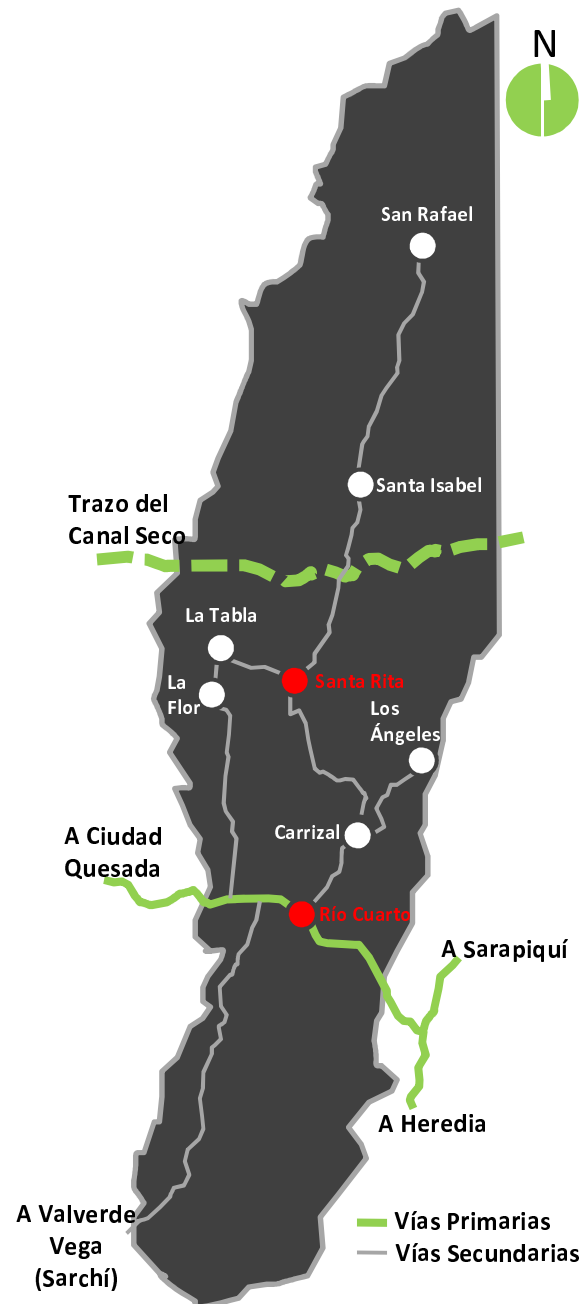 N
San Rafael
Santa Isabel
Trazo del
Canal Seco
La Tabla
Santa Rita
La
Flor
Los
Ángeles
Carrizal
A Ciudad
Quesada
Río Cuarto
A Sarapiquí
A Heredia
A Valverde
Vega
(Sarchí)
Vías Primarias
Vías Secundarias